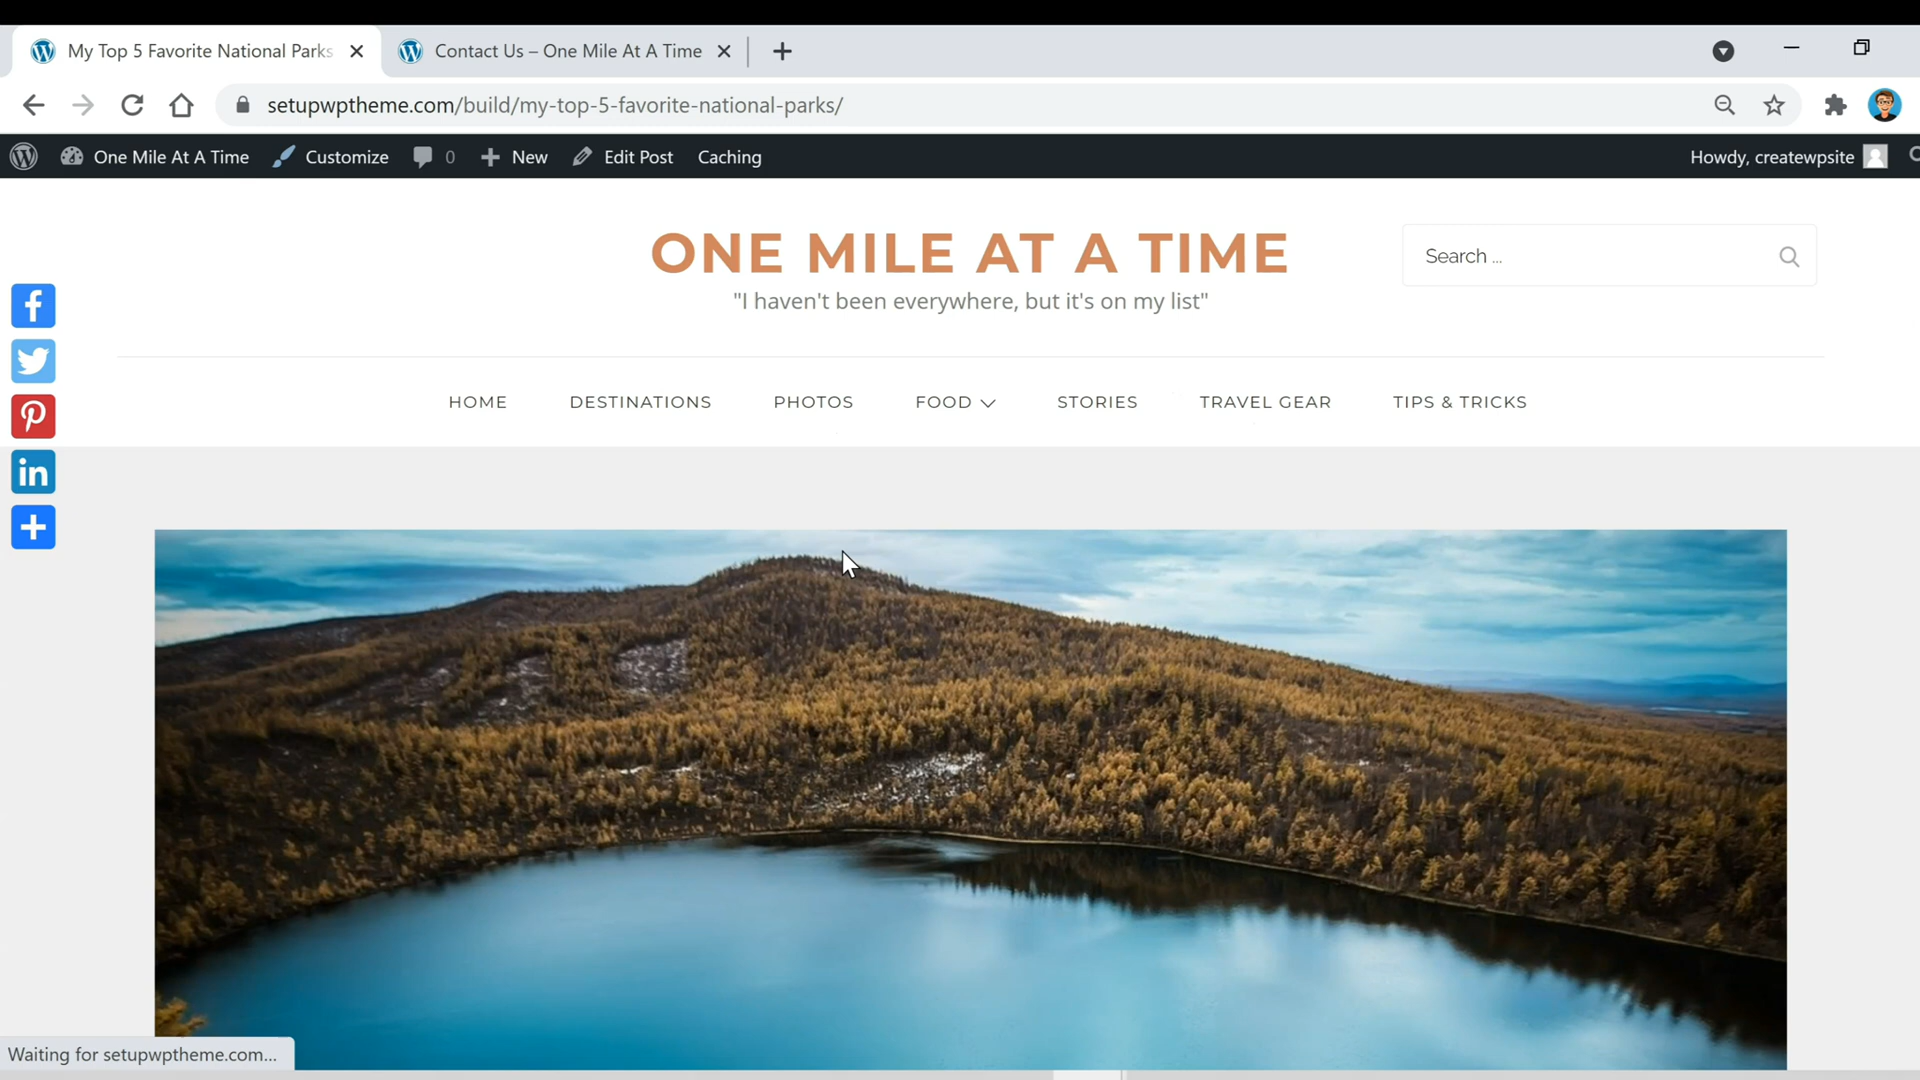 My Top 5 Favorite National Parks
Contact Us – One Mile At A Time
setupwptheme.com/build/my-top-5-favorite-national-parks/
One Mile At A Time Customize 0 New Edit Post Caching Howdy, createwpsite
ONE MILE AT A TIME
"I haven't been everywhere, but it's on my list"
Search ...
HOME DESTINATIONS PHOTOS FOOD STORIES TRAVEL GEAR TIPS & TRICKS
Waiting for setupwptheme.com...